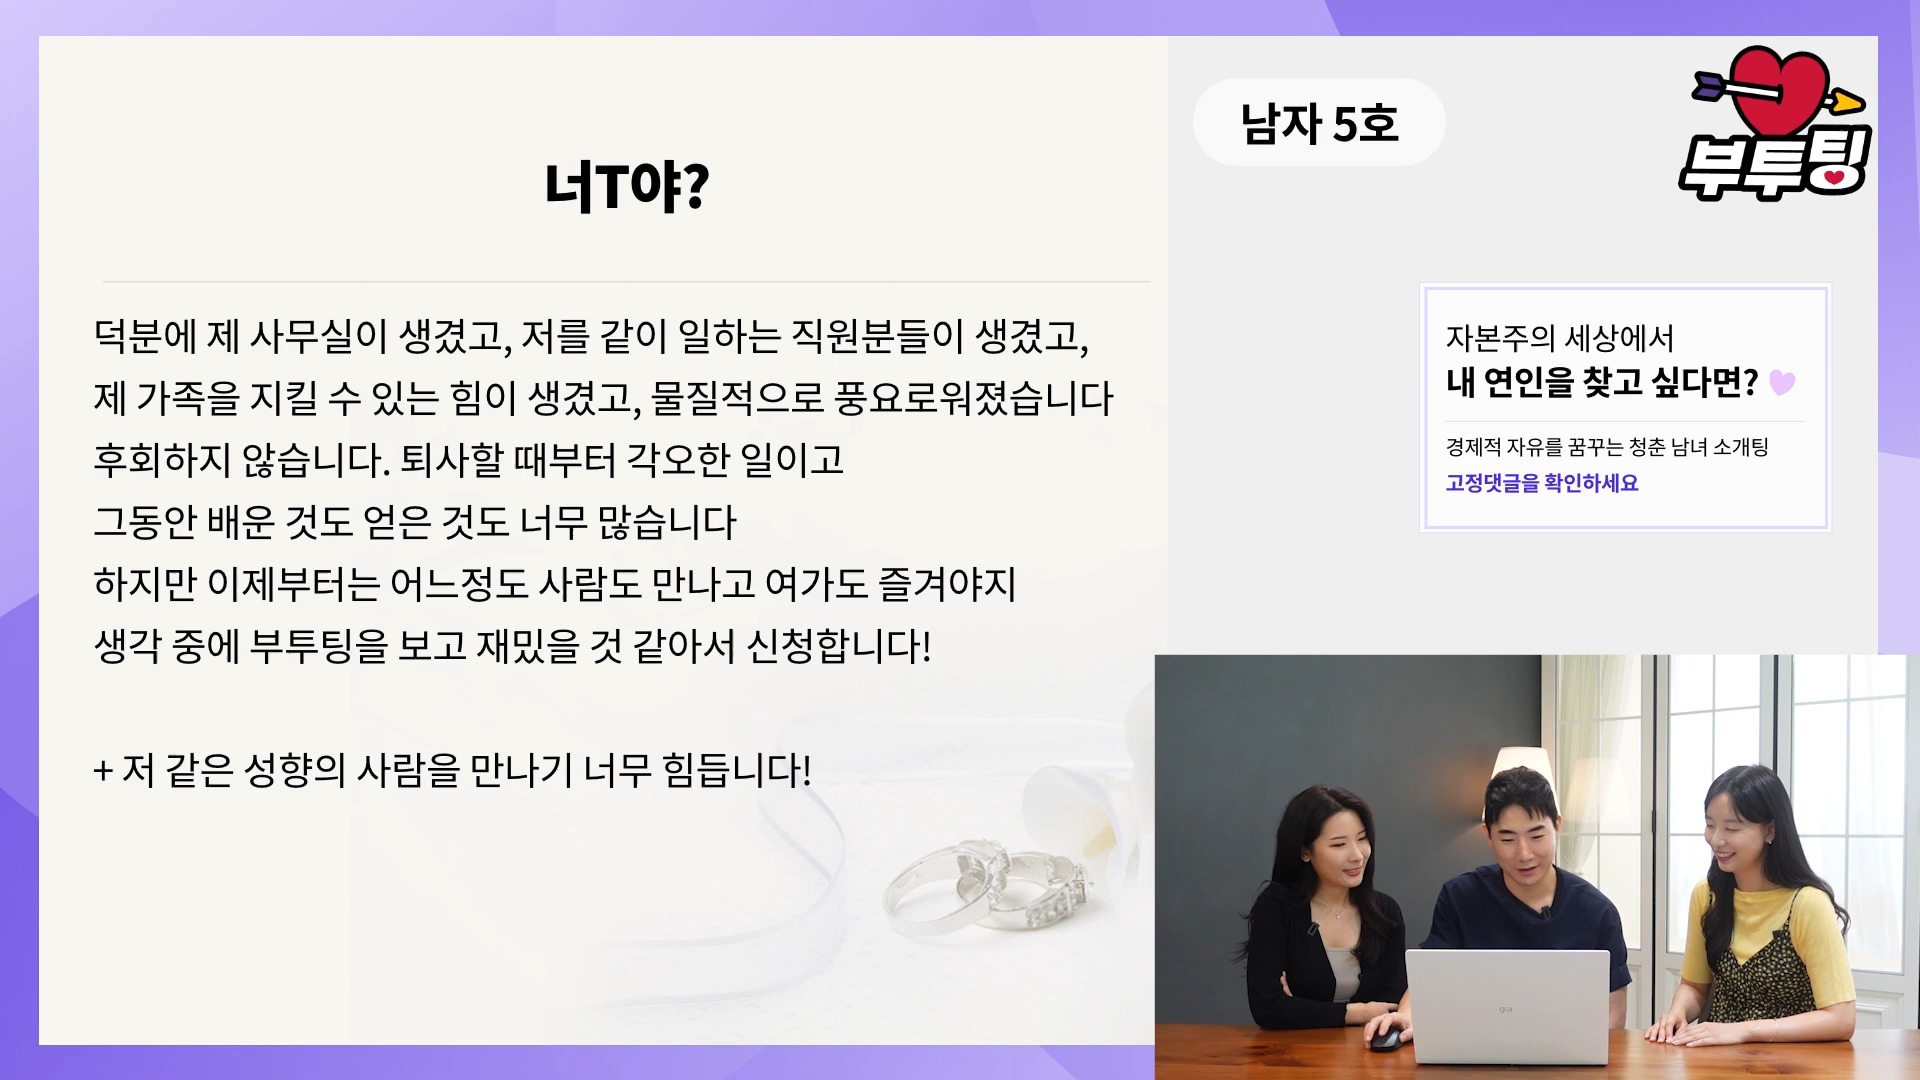 너T야?
덕분에 제 사무실이 생겼고, 저를 같이 일하는 직원분들이 생겼고,
제 가족을 지킬 수 있는 힘이 생겼고, 물질적으로 풍요로워졌습니다
후회하지 않습니다. 퇴사할 때부터 각오한 일이고
그동안 배운 것도 얻은 것도 너무 많습니다
하지만 이제부터는 어느정도 사람도 만나고 여가도 즐겨야지
생각 중에 부투팅을 보고 재밌을 것 같아서 신청합니다!
+ 저 같은 성향의 사람을 만나기 너무 힘듭니다!
남자 5호
부투팅
자본주의 세상에서
내 연인을 찾고 싶다면?
경제적 자유를 꿈꾸는 청춘 남녀 소개팅
고정댓글을 확인하세요
gra